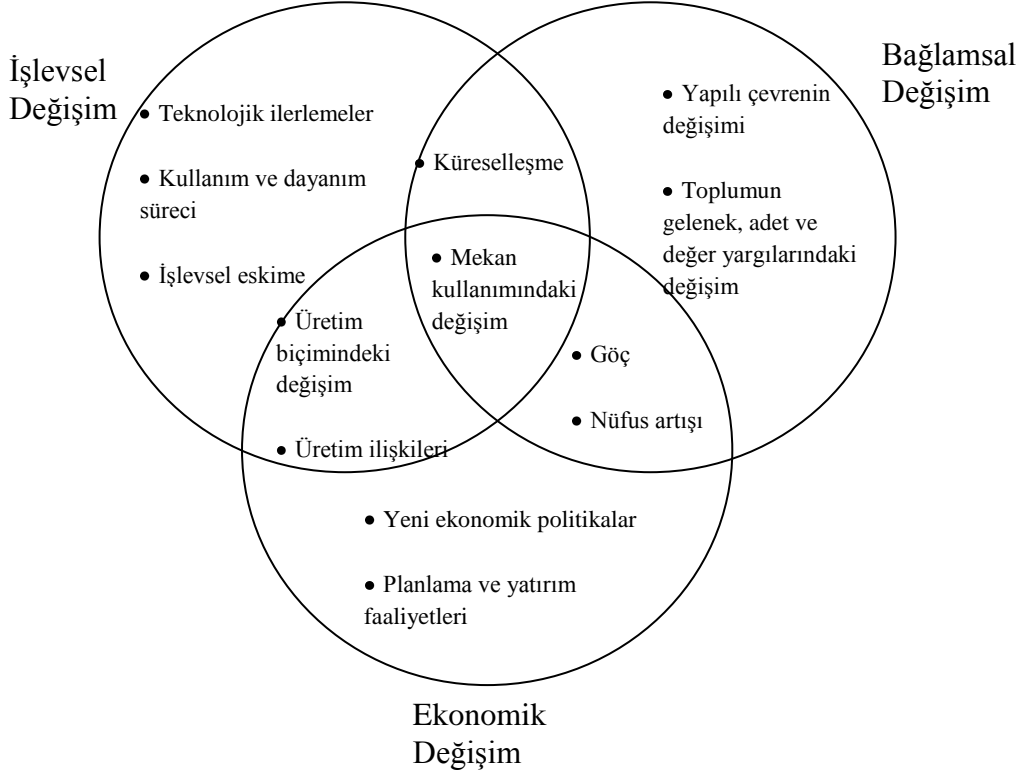 İşlevsel
Değişim
Bağlamsal
Değişim
• Teknolojik ilerlemeler
• Kullanım ve dayanım
süreci
• İşlevsel eskime
• Küreselleşme
• Yapılı çevrenin
değişimi
• Toplumun
gelenek, adet ve
değer yargılarındaki
değişim
• Mekan
kullanımındaki
değişim
• Üretim
biçimindeki
değişim
• Üretim ilişkileri
• Göç
• Nüfus artışı
• Yeni ekonomik politikalar
• Planlama ve yatırım
faaliyetleri
Ekonomik
Değişim